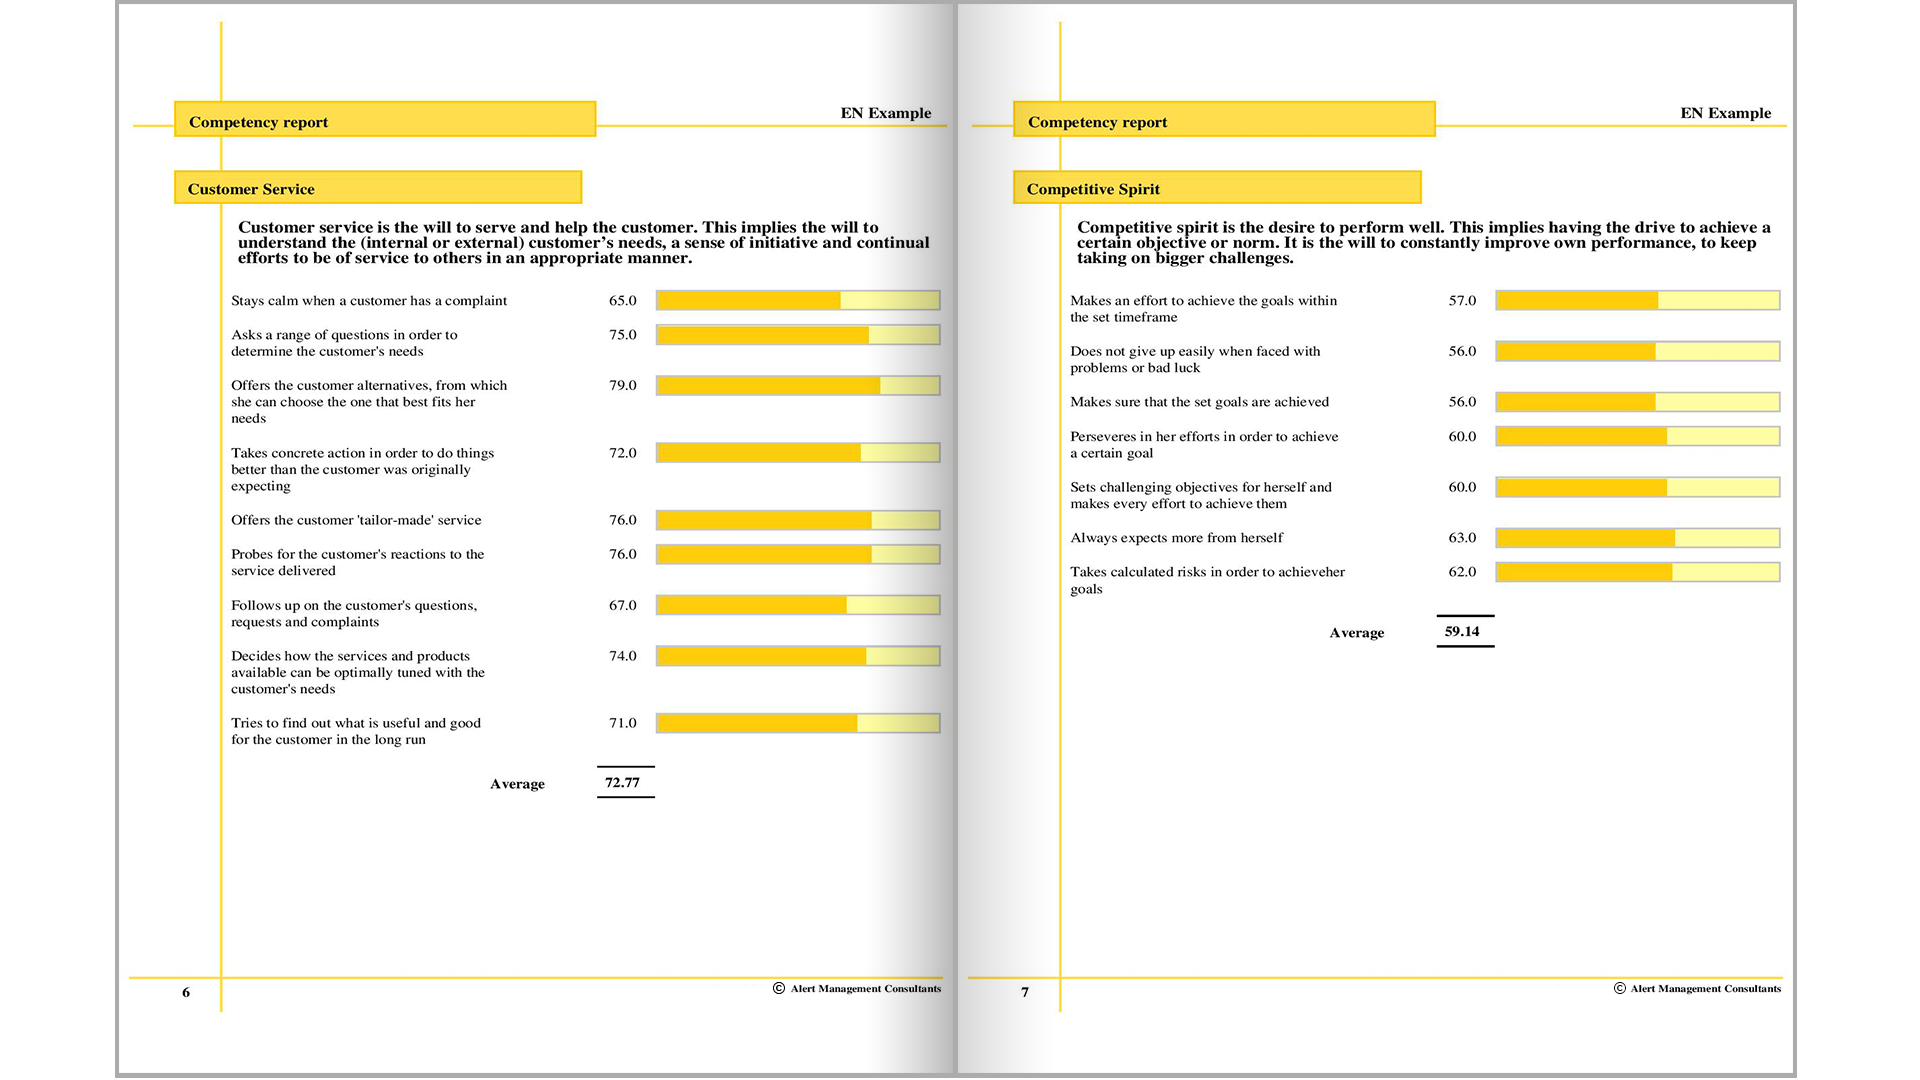 Competency report
EN Example
Customer Service
Customer service is the will to serve and help the customer. This implies the will to
understand the (internal or external) customer's needs, a sense of initiative and continual
efforts to be of service to others in an appropriate manner.
Stays calm when a customer has a complaint 65.0
Asks a range of questions in order to 75.0
determine the customer's needs
Offers the customer alternatives, from which 79.0
she can choose the one that best fits her
needs
Takes concrete action in order to do things 72.0
better than the customer was originally
expecting
Offers the customer 'tailor-made' service 76.0
Probes for the customer's reactions to the 76.0
service delivered
Follows up on the customer's questions, 67.0
requests and complaints
Decides how the services and products 74.0
available can be optimally tuned with the
customer's needs
Tries to find out what is useful and good 71.0
for the customer in the long run
Average 72.77
6
© Alert Management Consultants
Competency report
EN Example
Competitive Spirit
Competitive spirit is the desire to perform well. This implies having the drive to achieve a
certain objective or norm. It is the will to constantly improve own performance, to keep
taking on bigger challenges.
Makes an effort to achieve the goals within 57.0
the set timeframe
Does not give up easily when faced with 56.0
problems or bad luck
Makes sure that the set goals are achieved 56.0
Perseveres in her efforts in order to achieve 60.0
a certain goal
Sets challenging objectives for herself and 60.0
makes every effort to achieve them
Always expects more from herself 63.0
Takes calculated risks in order to achieveher 62.0
goals
Average 59.14
7
© Alert Management Consultants